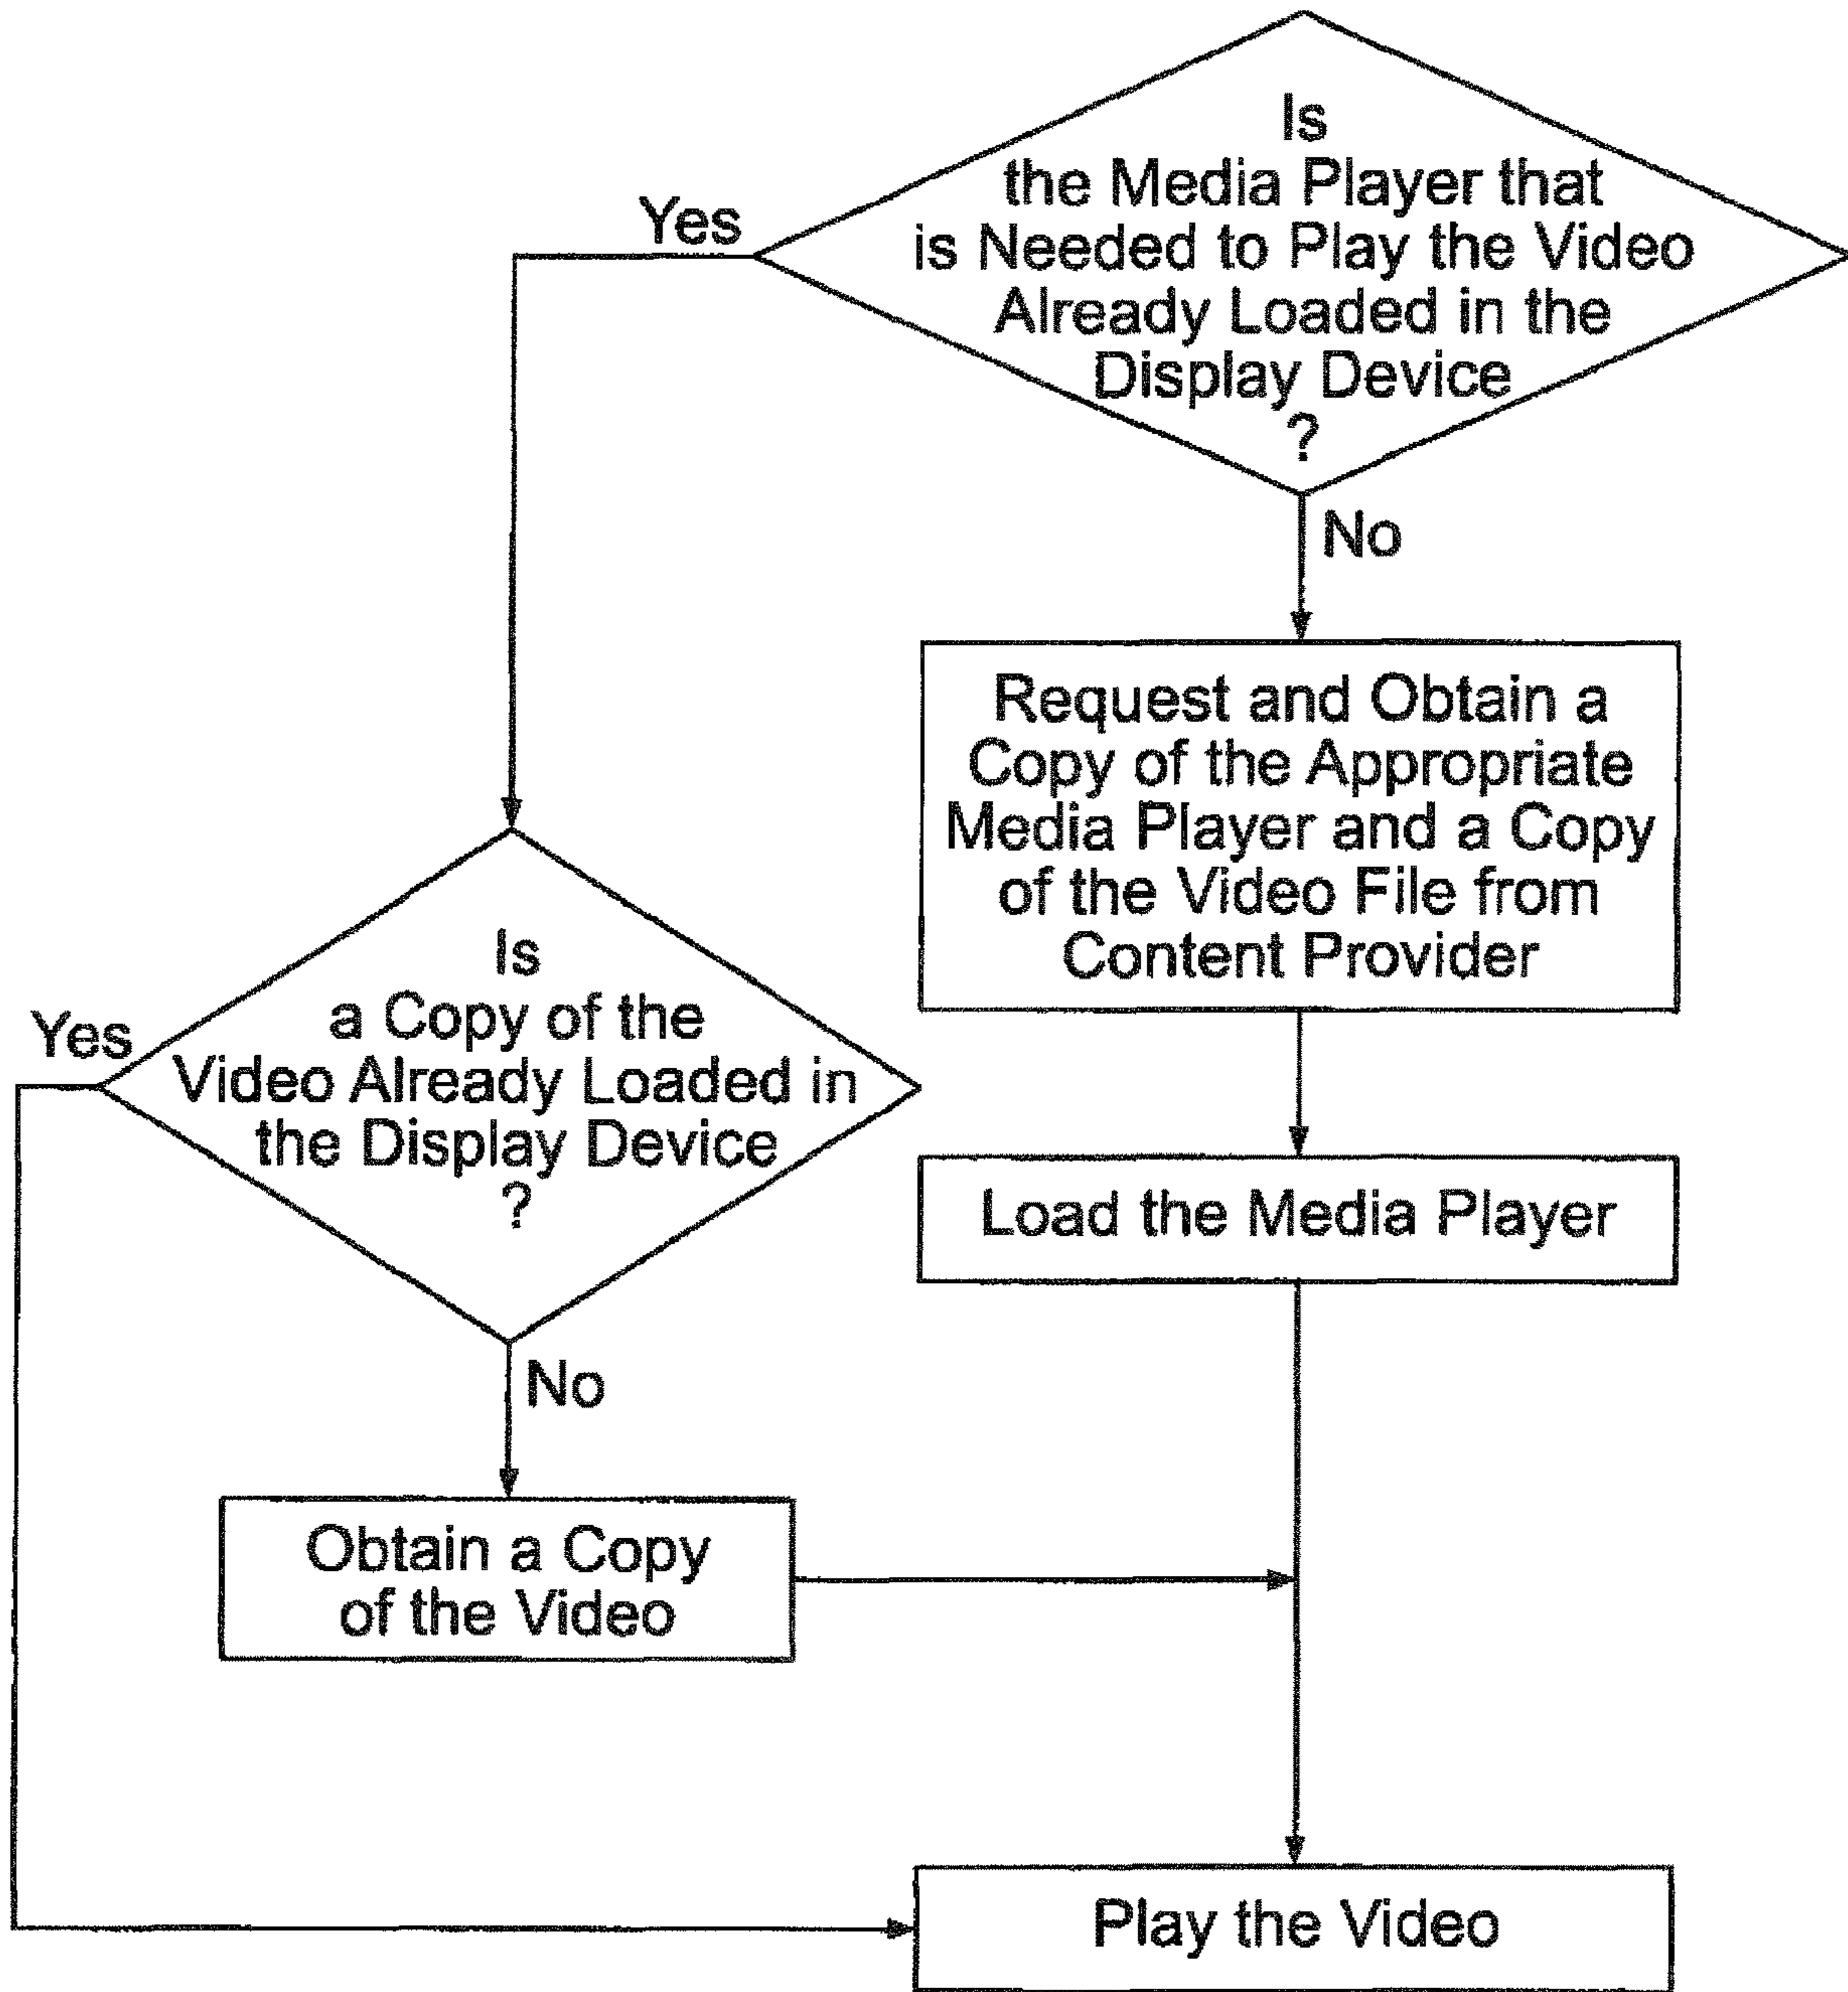 Is
the Media Player that
is Needed to Play the Video
Already Loaded in the
Display Device
?
Yes
No
Request and Obtain a
Copy of the Appropriate
Media Player and a Copy
of the Video File from
Content Provider
Is
a Copy of the
Video Already Loaded in
the Display Device
?
Yes
No
Load the Media Player
Obtain a Copy
of the Video
Play the Video